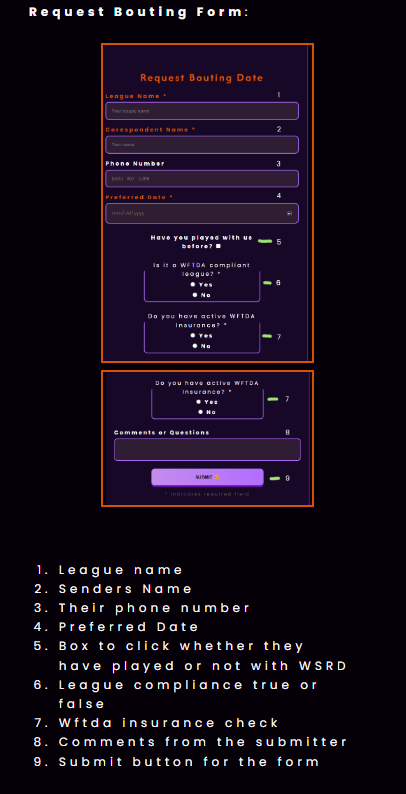 Request Bouting Form:
Request Bouting Date
League Name * 1
Your league name
Corespondent Name * 2
Your name
Phone Number 3
Preferred Date * 4
mm/dd/yyyy
Have you played with us
before? 5
Is it a WFTDA compliant
league? *
Yes 6
No
Do you have active WFTDA
insurance? *
Yes 7
No
Do you have active WFTDA
insurance? *
Yes 7
No
Comments or Questions 8
SUBMIT 9
* indicates required field
1. League name
2. Senders Name
3. Their phone number
4. Preferred Date
5. Box to click whether they
have played or not with WSRD
6. League compliance true or
false
7. Wftda insurance check
8. Comments from the submitter
9. Submit button for the form